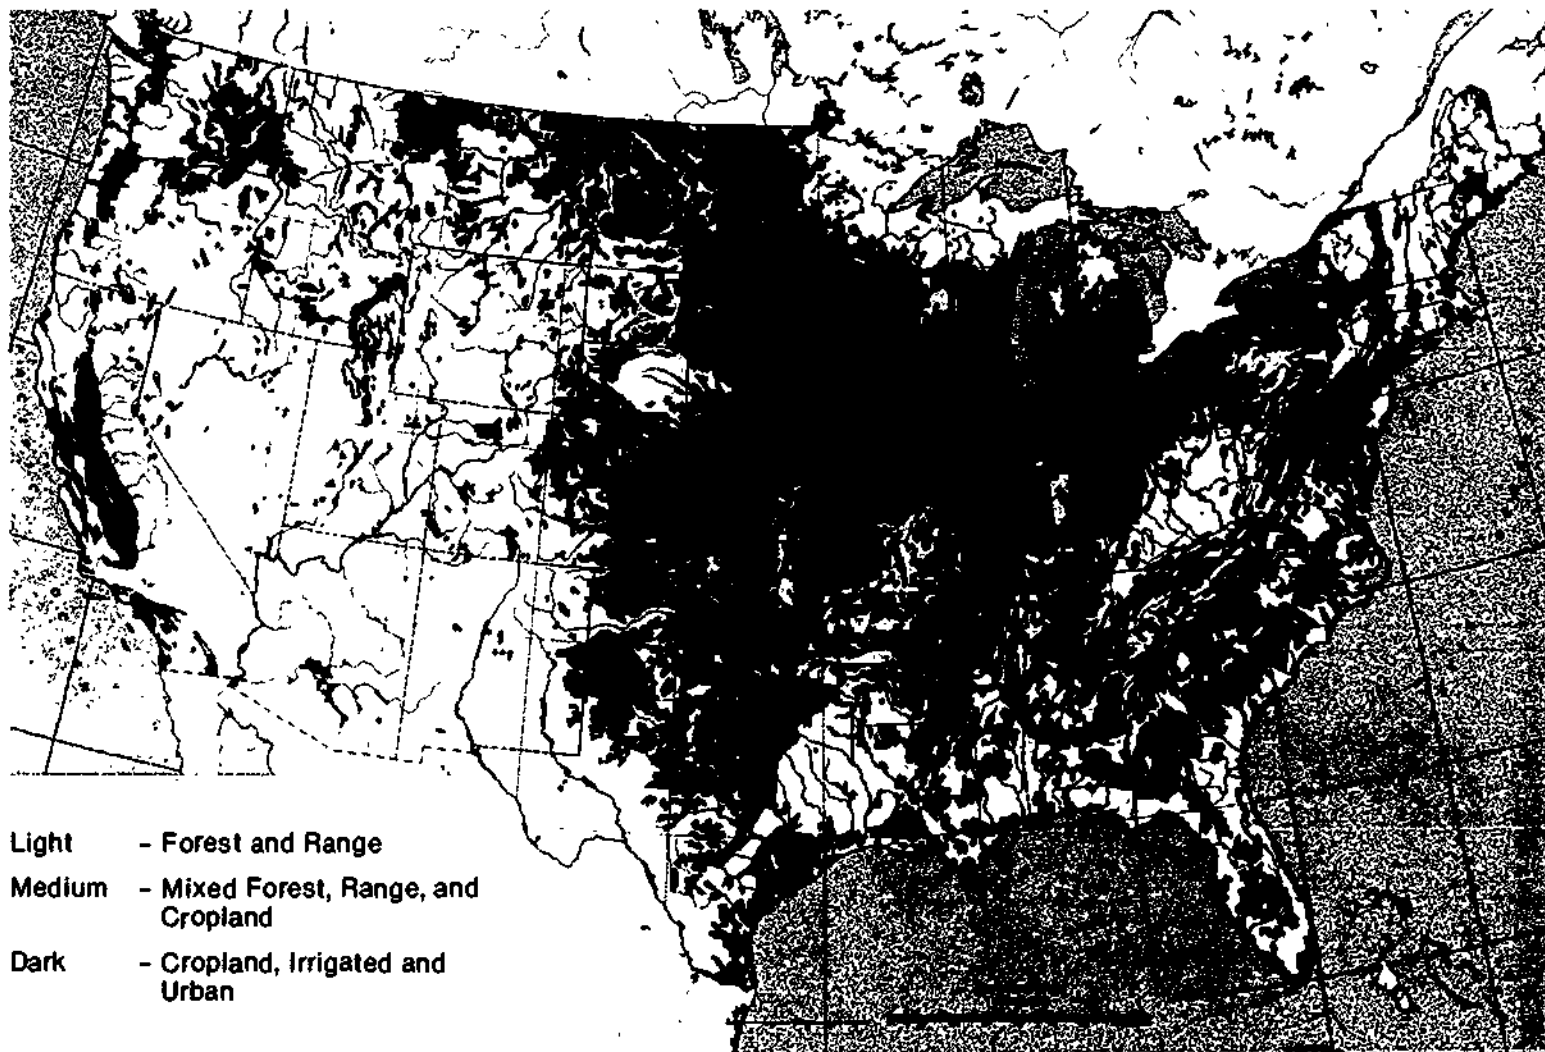 Light - Forest and Range
Medium - Mixed Forest, Range, and
Cropland
Dark - Cropland, Irrigated and
Urban